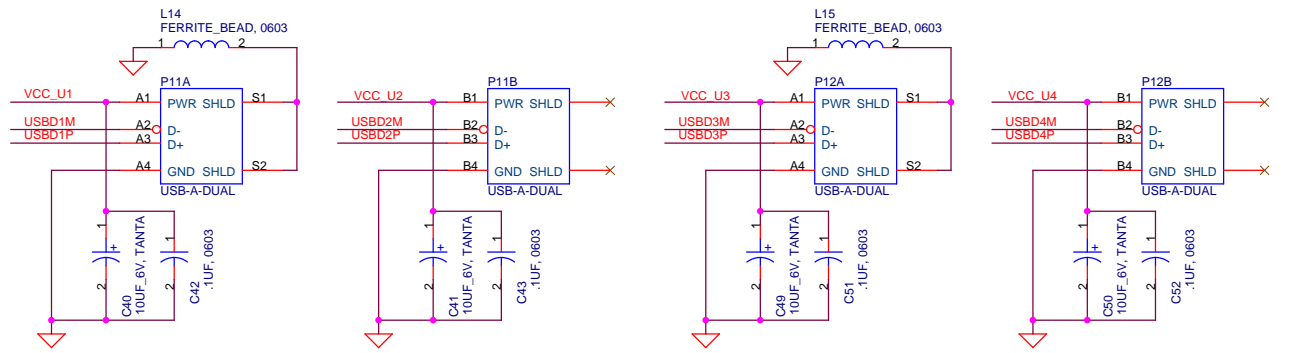 L14
FERRITE_BEAD, 0603
1
2
P11A
VCC_U1
A1
PWR SHLD
S1
USBD1M
A2
D-
USBD1P
A3
D+
A4
GND SHLD
S2
USB-A-DUAL
1
+
2
C40
10UF_6V, TANTA
1
2
C42
.1UF, 0603
P11B
VCC_U2
B1
PWR SHLD
USBD2M
B2
D-
USBD2P
B3
D+
B4
GND SHLD
USB-A-DUAL
1
+
2
C41
10UF_6V, TANTA
1
2
C43
.1UF, 0603
L15
FERRITE_BEAD, 0603
1
2
P12A
VCC_U3
A1
PWR SHLD
S1
USBD3M
A2
D-
USBD3P
A3
D+
A4
GND SHLD
S2
USB-A-DUAL
1
+
2
C49
10UF_6V, TANTA
1
2
C51
.1UF, 0603
P12B
VCC_U4
B1
PWR SHLD
USBD4M
B2
D-
USBD4P
B3
D+
B4
GND SHLD
USB-A-DUAL
1
+
2
C50
10UF_6V, TANTA
1
2
C52
.1UF, 0603